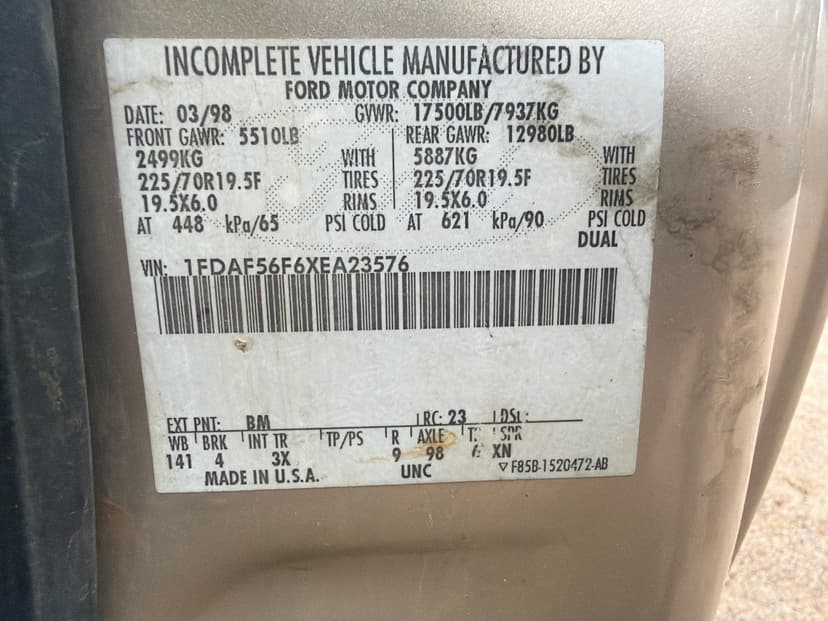 INCOMPLETE VEHICLE MANUFACTURED BY
FORD MOTOR COMPANY
DATE: 03/98 GVWR: 17500LB/7937KG
FRONT GAWR: 5510LB REAR GAWR: 12980LB
2499KG WITH 5887KG WITH
225/70R19.5F TIRES 225/70R19.5F TIRES
19.5X6.0 RIMS 19.5X6.0 RIMS
AT 448 kPa/65 PSI COLD AT 621 kPa/90 PSI COLD
DUAL
VIN: 1FDAF56F6XEA23576
EXT PNT: BM RC: 23 DSO:
WB BRK INT TR TP/PS R AXLE SPR
141 4 3X 9 98 XN
MADE IN U.S.A. UNC ▽F85B-1520472-AB